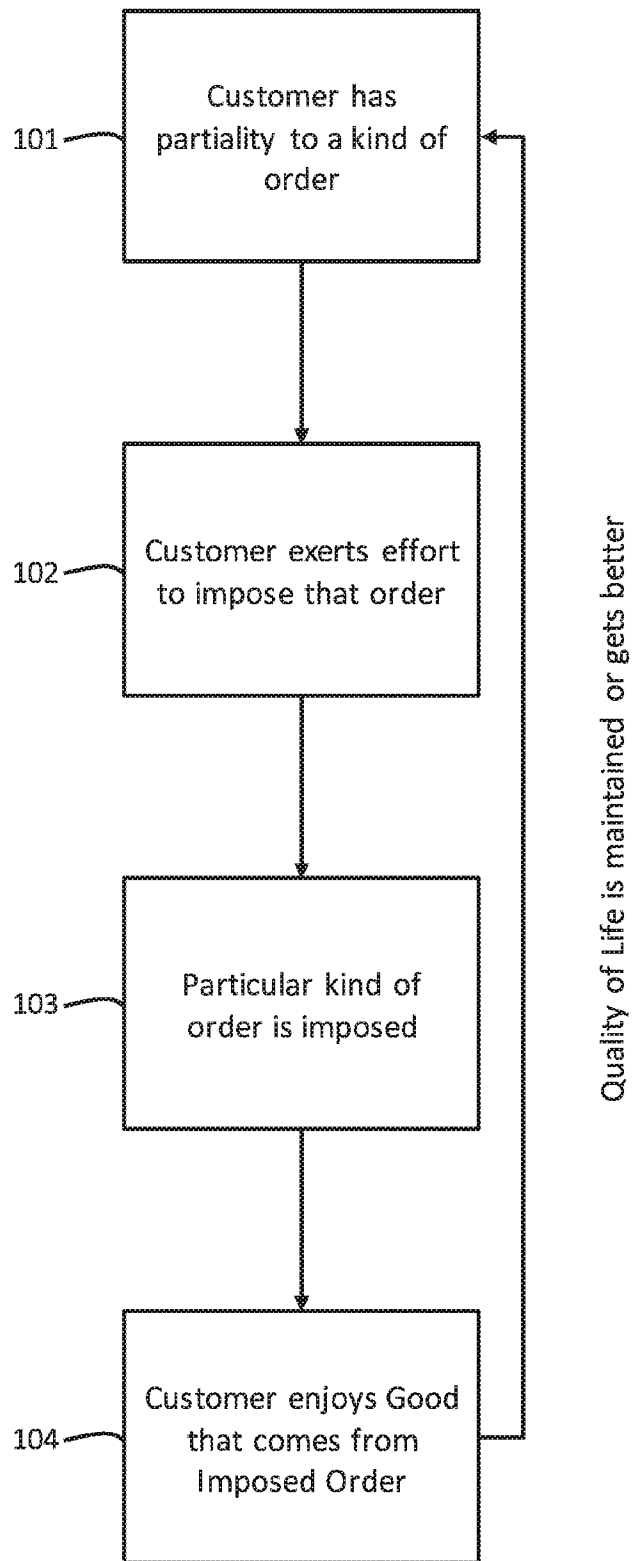 101
Customer has
partiality to a kind of
order
102
Customer exerts effort
to impose that order
103
Particular kind of
order is imposed
104
Customer enjoys Good
that comes from
Imposed Order
Quality of Life is maintained or gets better